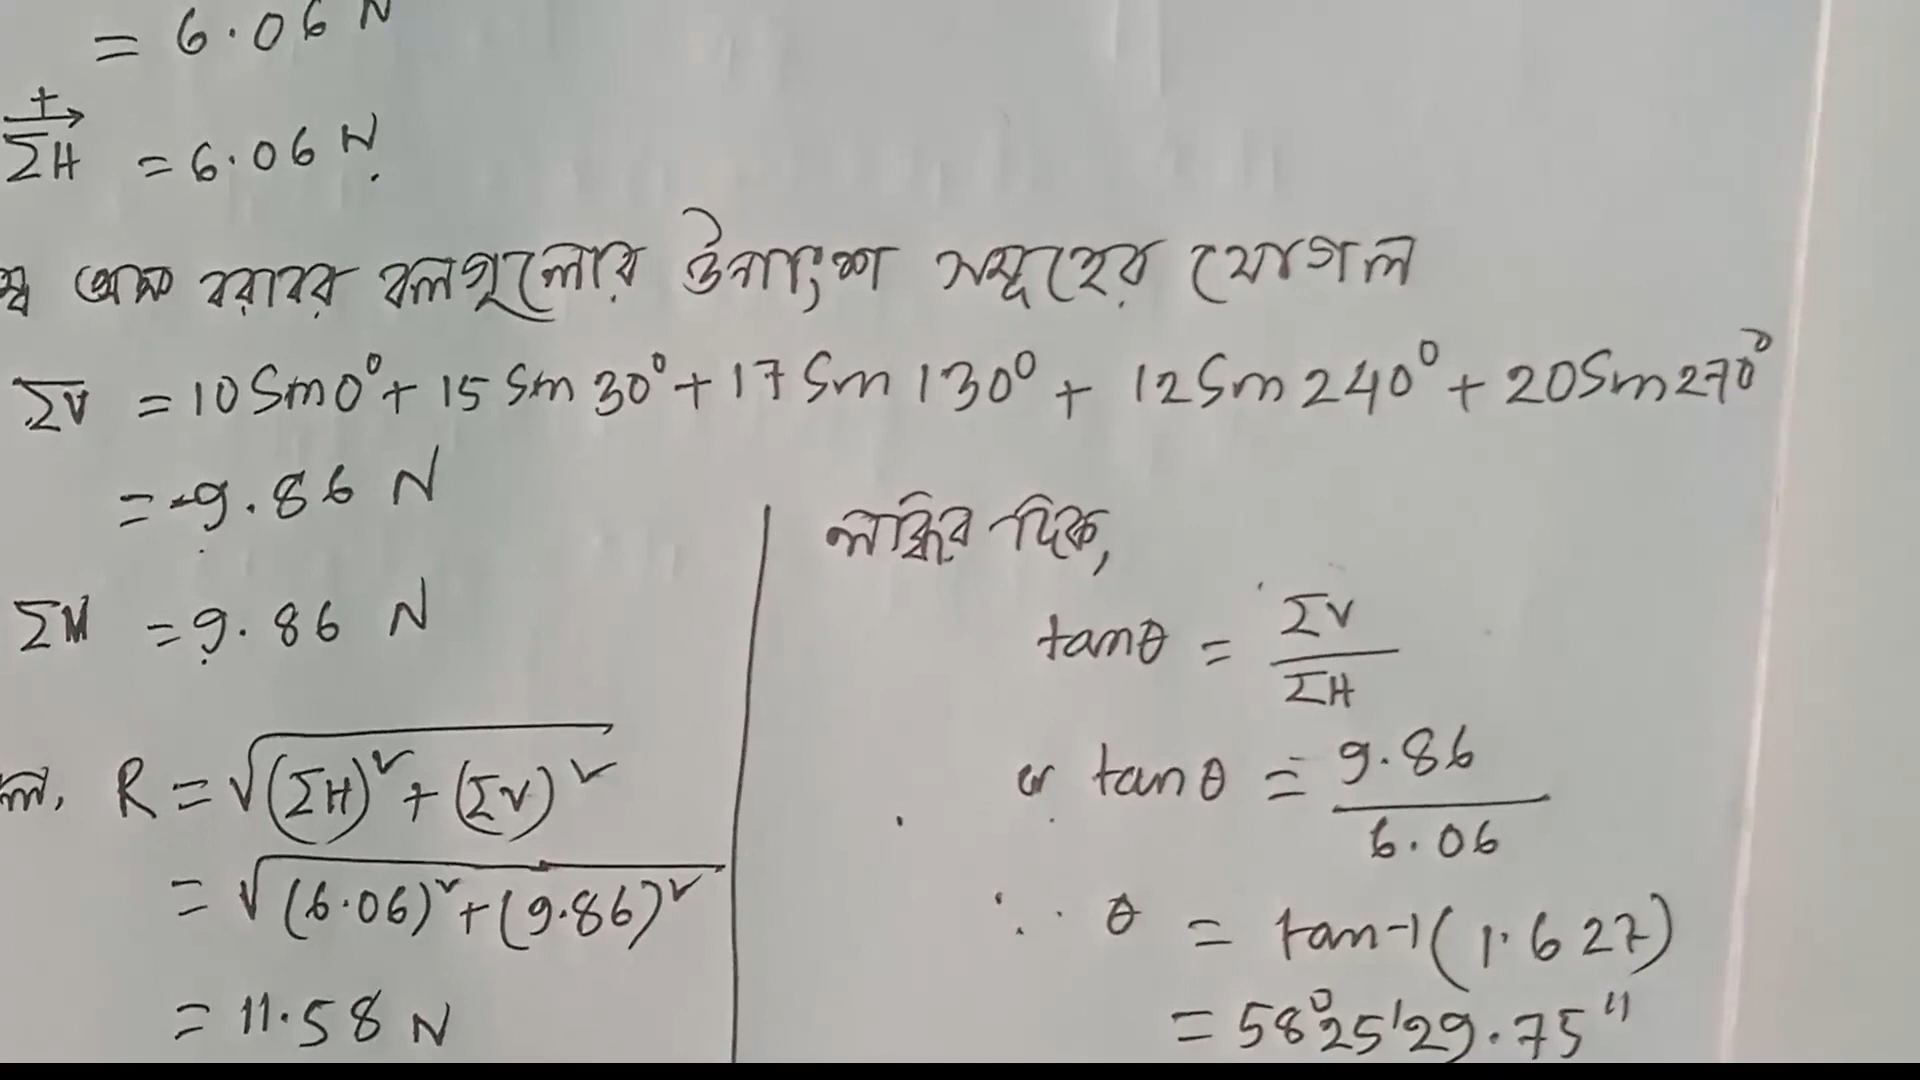 = 6.06 N
+→
ΣH = 6.06 N.
অক্ষ বরাবর বলগুলোর উপাংশ সমূহের যোগফল
ΣV = 10 Sin0° + 15 Sin 30° + 17 Sin 130° + 12 Sin 240° + 20 Sin 270°
= -9.86 N
ΣV = 9.86 N
R = √(ΣH)² + (ΣV)²
= √(6.06)² + (9.86)²
= 11.58 N
লব্ধির দিক,
tanθ = ΣV / ΣH
or tanθ = 9.86 / 6.06
∴ θ = tan-1 (1.627)
= 58°25'29.75"